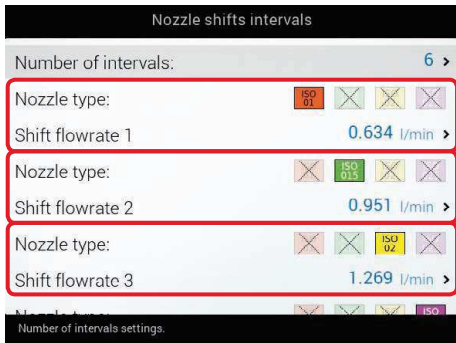 Nozzle shifts intervals
Number of intervals: 6 >
Nozzle type: ISO 01
Shift flowrate 1 0.634 l/min >
Nozzle type: ISO 015
Shift flowrate 2 0.951 l/min >
Nozzle type: ISO 02
Shift flowrate 3 1.269 l/min >
Nozzle type: ISO
Number of intervals settings.